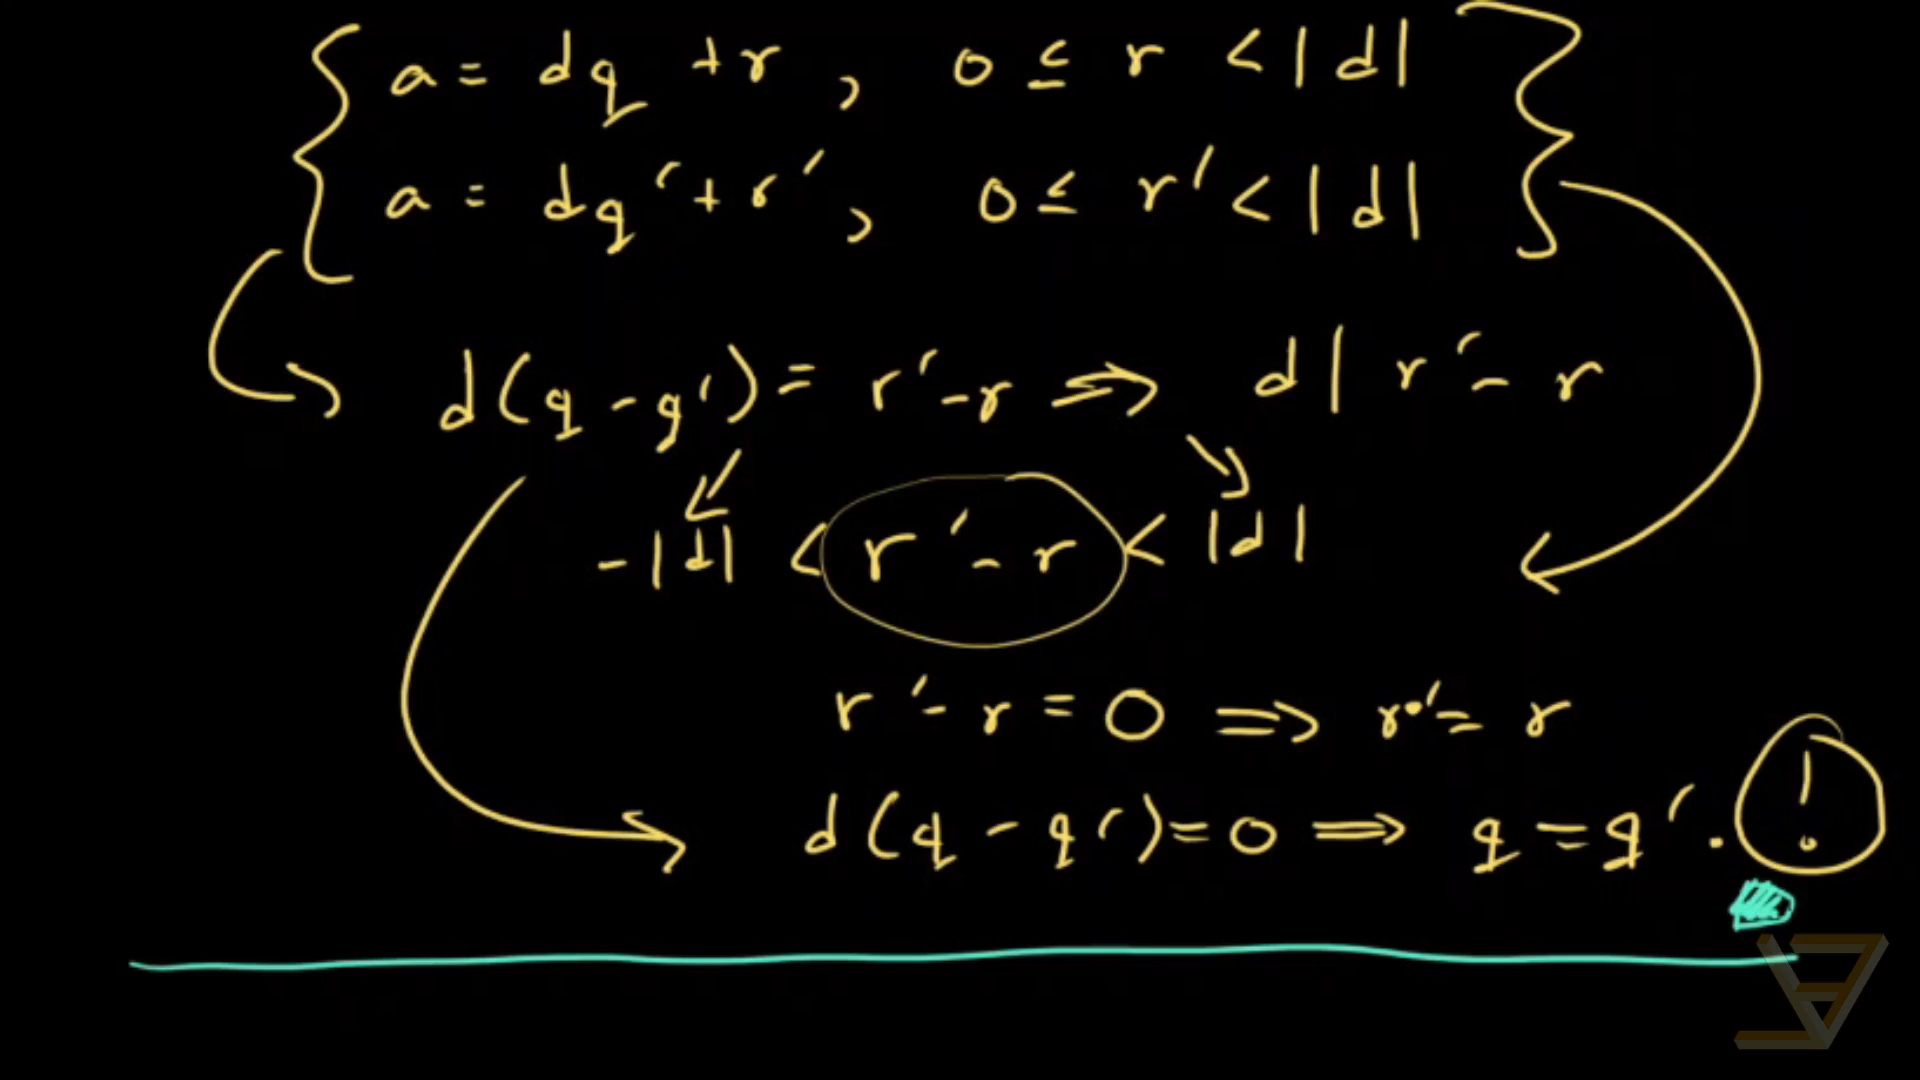 a = dq + r , 0 ≤ r < |d|
a = dq' + r' , 0 ≤ r' < |d|
d(q - q') = r' - r ⇒ d | r' - r
-|d| < r' - r < |d|
r' - r = 0 ⇒ r' = r
d(q - q') = 0 ⇒ q = q' . !